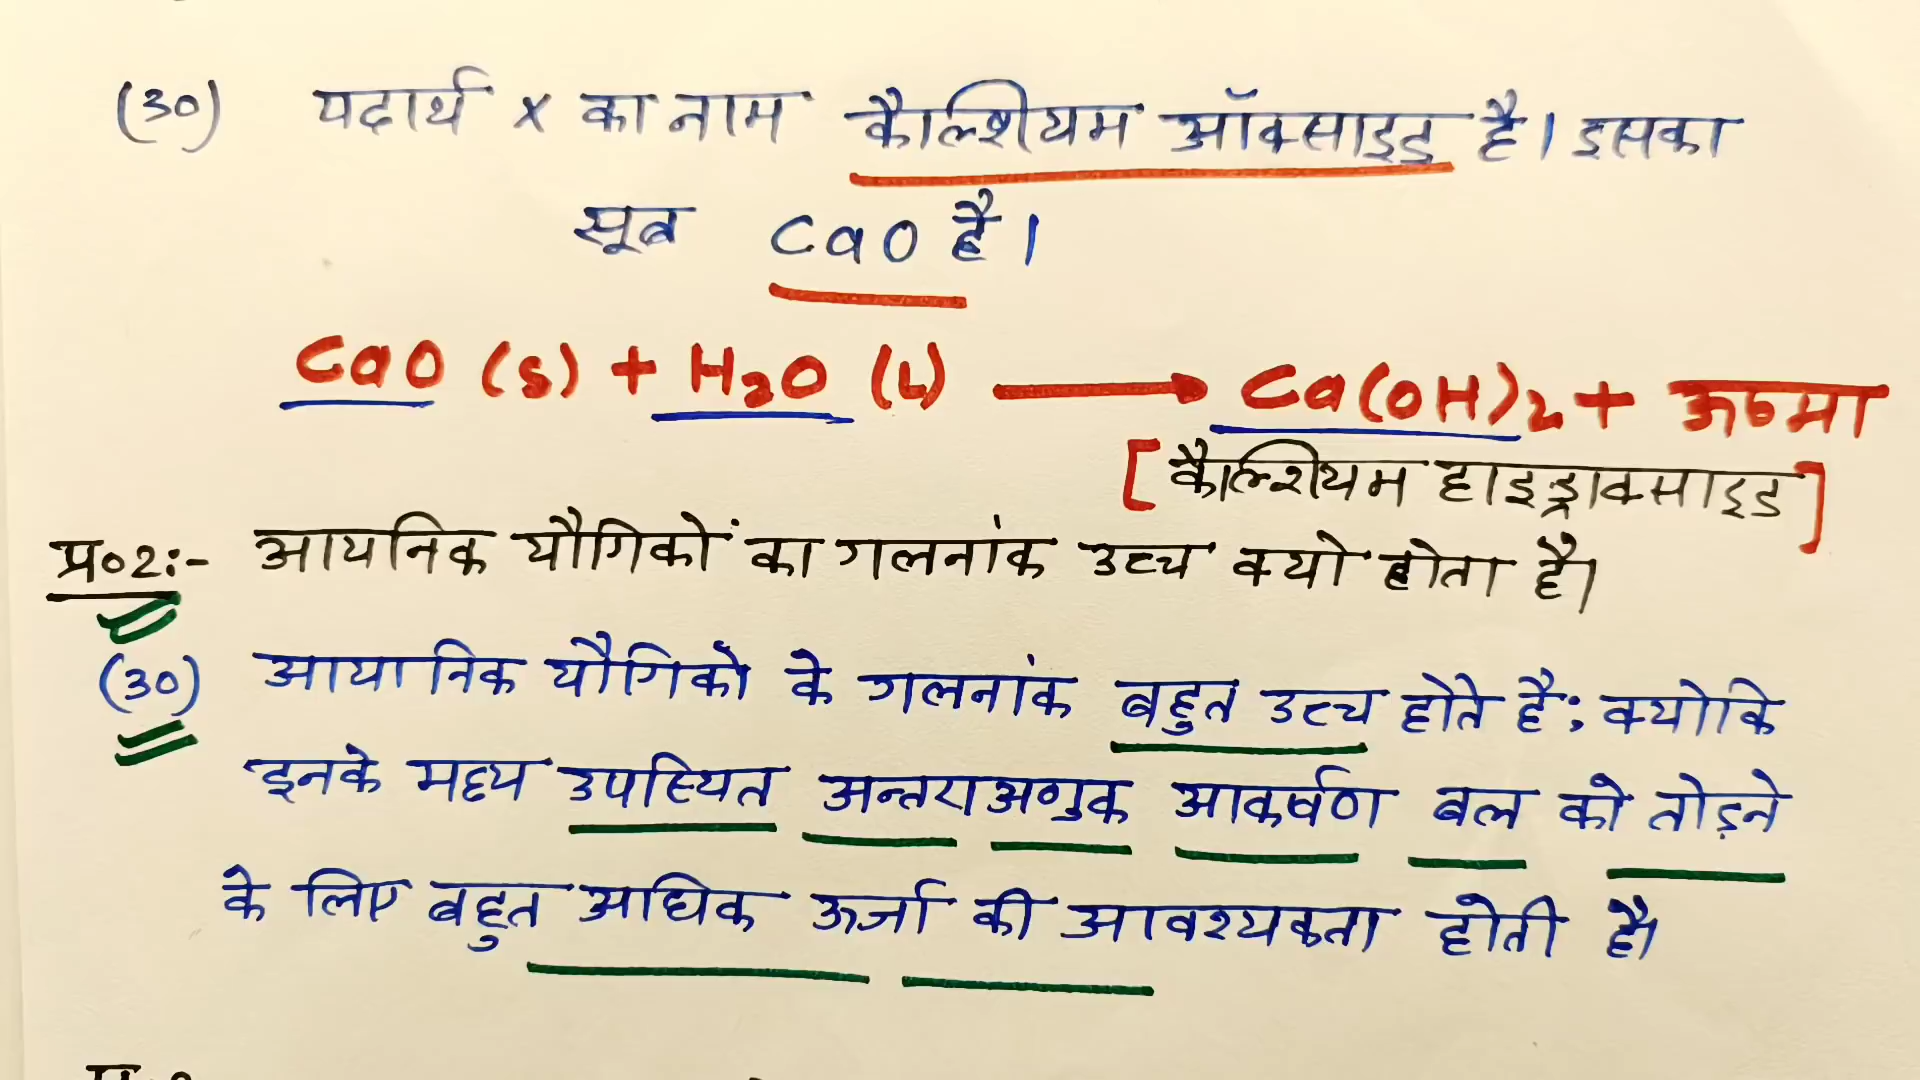 (उ०) पदार्थ x का नाम कैल्शियम ऑक्साइड है। इसका
सूत्र CaO है।
CaO (s) + H2O (L) → Ca(OH)2 + ऊष्मा
[कैल्शियम हाइड्राक्साइड]
प्र०2:- आयनिक यौगिकों का गलनांक उच्च क्यो होता है।
(उ०) आयानिक यौगिको के गलनांक बहुत उच्च होते है; क्योकि
इनके मध्य उपस्थित अन्तराअणुक आकर्षण बल को तोड़ने
के लिए बहुत अधिक ऊर्जा की आवश्यकता होती है।